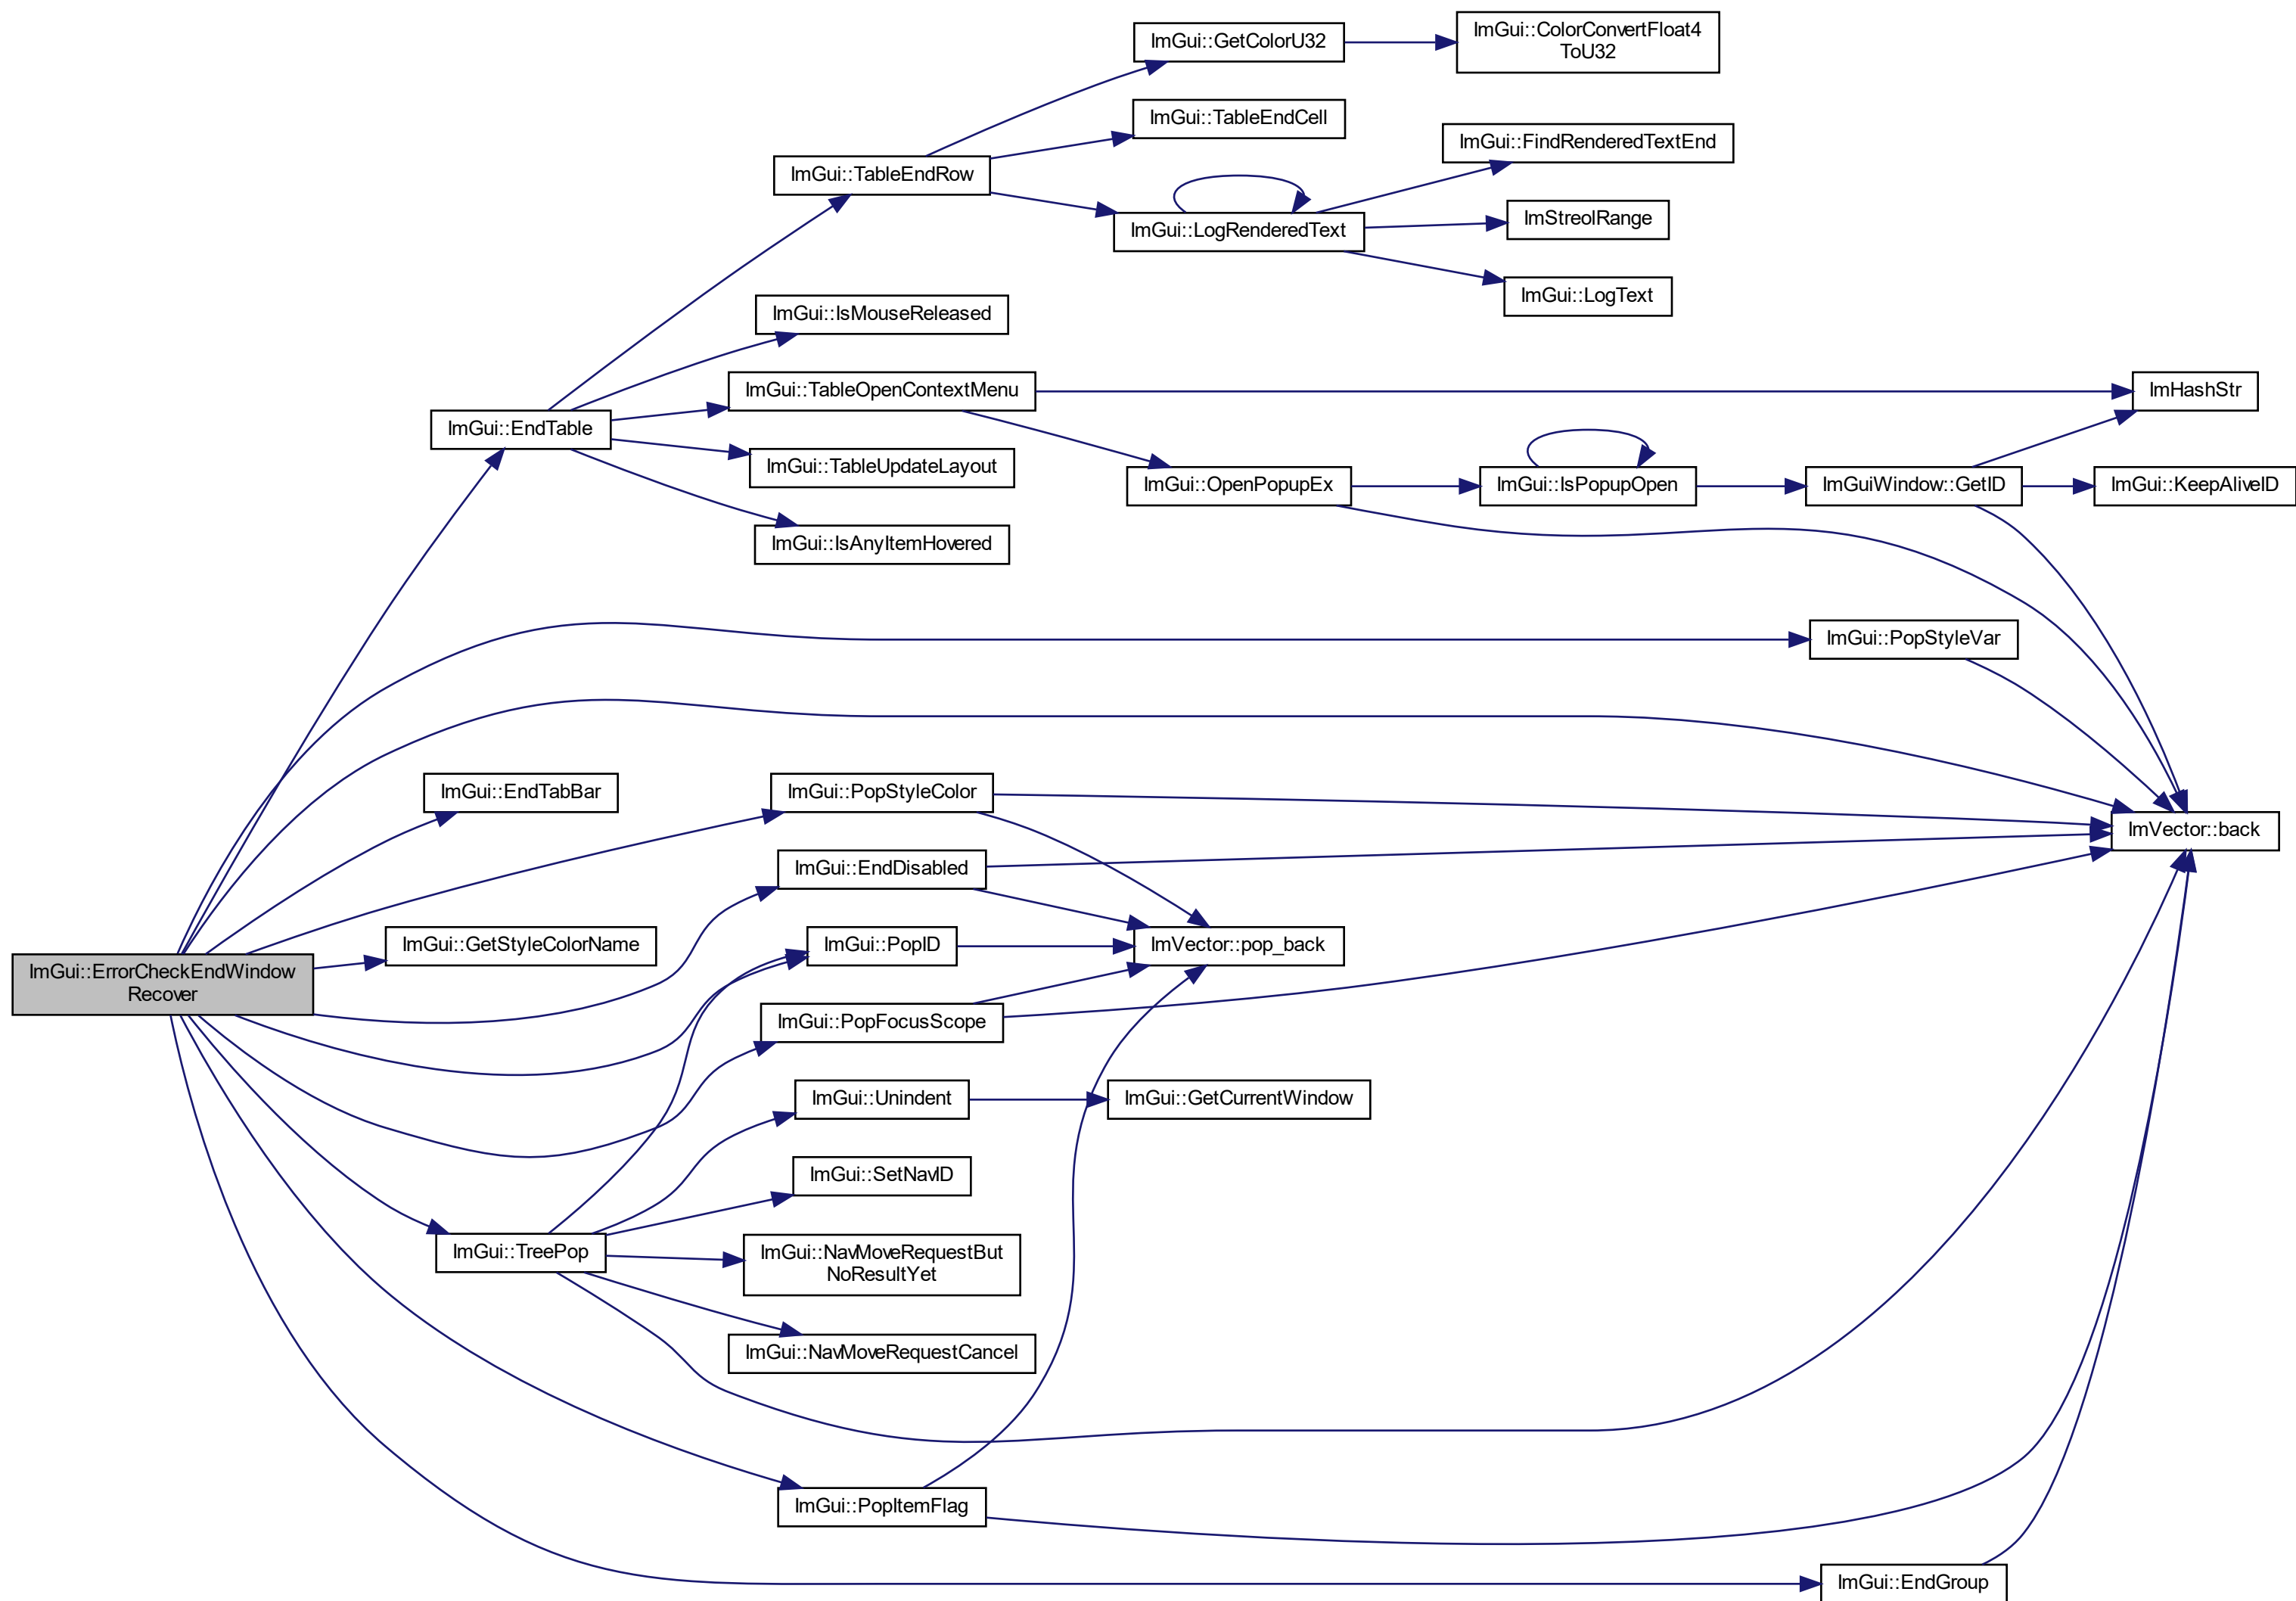 ImGui::GetColorU32
ImGui::ColorConvertFloat4
ToU32
ImGui::TableEndCell
ImGui::FindRenderedTextEnd
ImGui::TableEndRow
ImGui::LogRenderedText
ImStreolRange
ImGui::LogText
ImGui::IsMouseReleased
ImGui::TableOpenContextMenu
ImHashStr
ImGui::EndTable
ImGui::TableUpdateLayout
ImGui::OpenPopupEx
ImGui::IsPopupOpen
ImGuiWindow::GetID
ImGui::KeepAliveID
ImGui::IsAnyItemHovered
ImGui::PopStyleVar
ImGui::EndTabBar
ImGui::PopStyleColor
ImVector::back
ImGui::EndDisabled
ImGui::GetStyleColorName
ImGui::PopID
ImVector::pop_back
ImGui::ErrorCheckEndWindow
Recover
ImGui::PopFocusScope
ImGui::Unindent
ImGui::GetCurrentWindow
ImGui::SetNavID
ImGui::TreePop
ImGui::NavMoveRequestBut
NoResultYet
ImGui::NavMoveRequestCancel
ImGui::PopItemFlag
ImGui::EndGroup